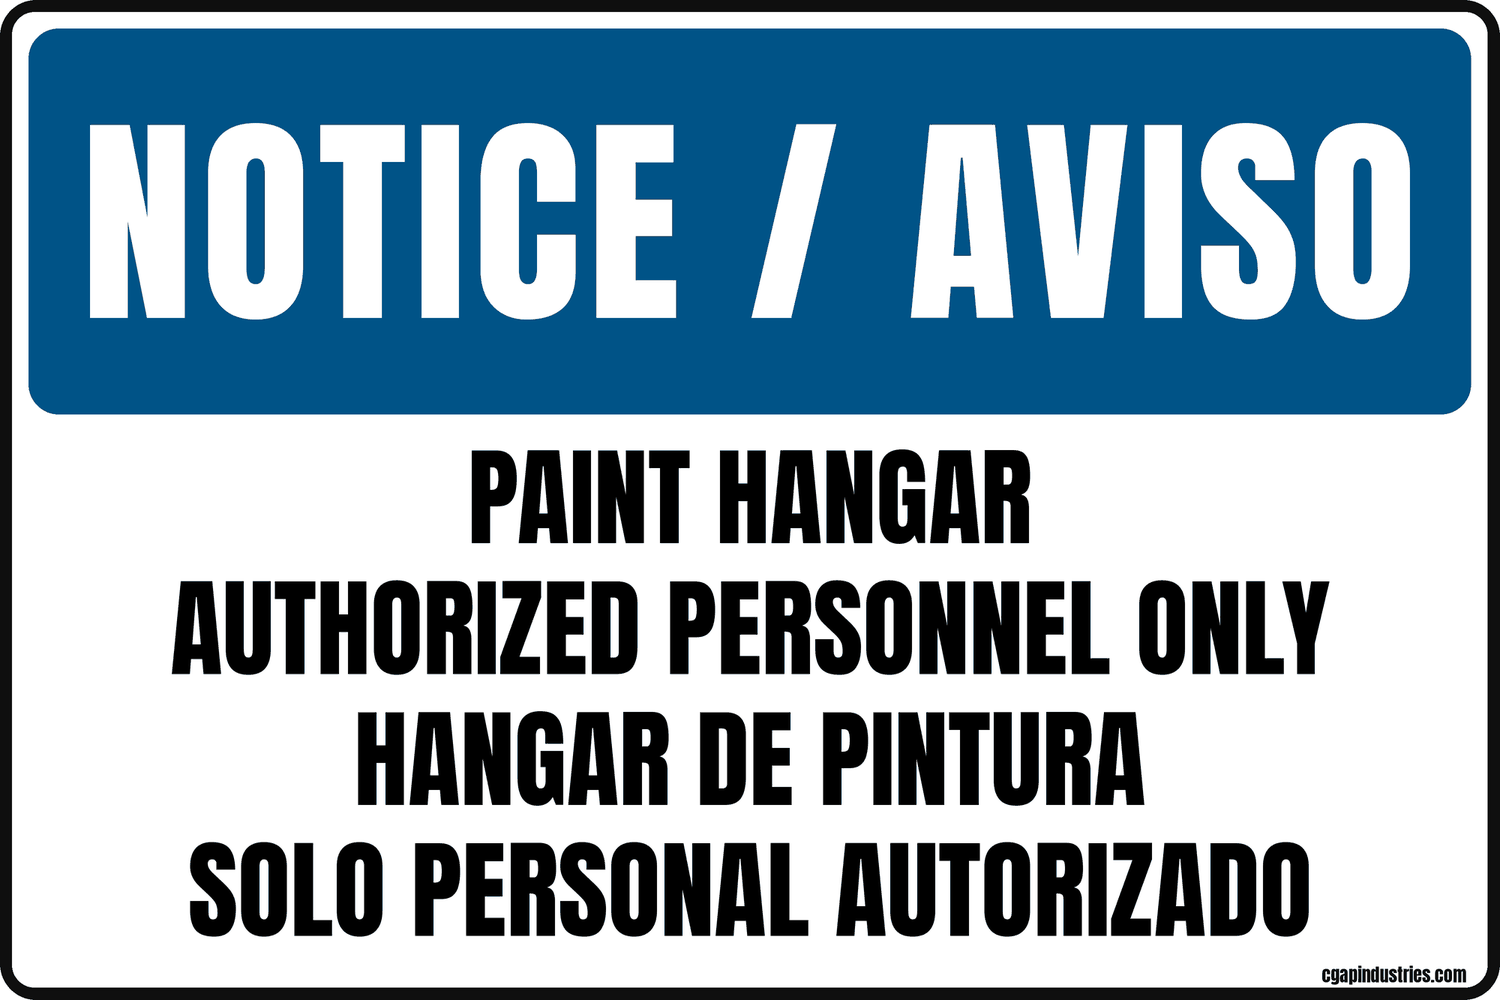 NOTICE / AVISO
PAINT HANGAR
AUTHORIZED PERSONNEL ONLY
HANGAR DE PINTURA
SOLO PERSONAL AUTORIZADO
cgapindustries.com